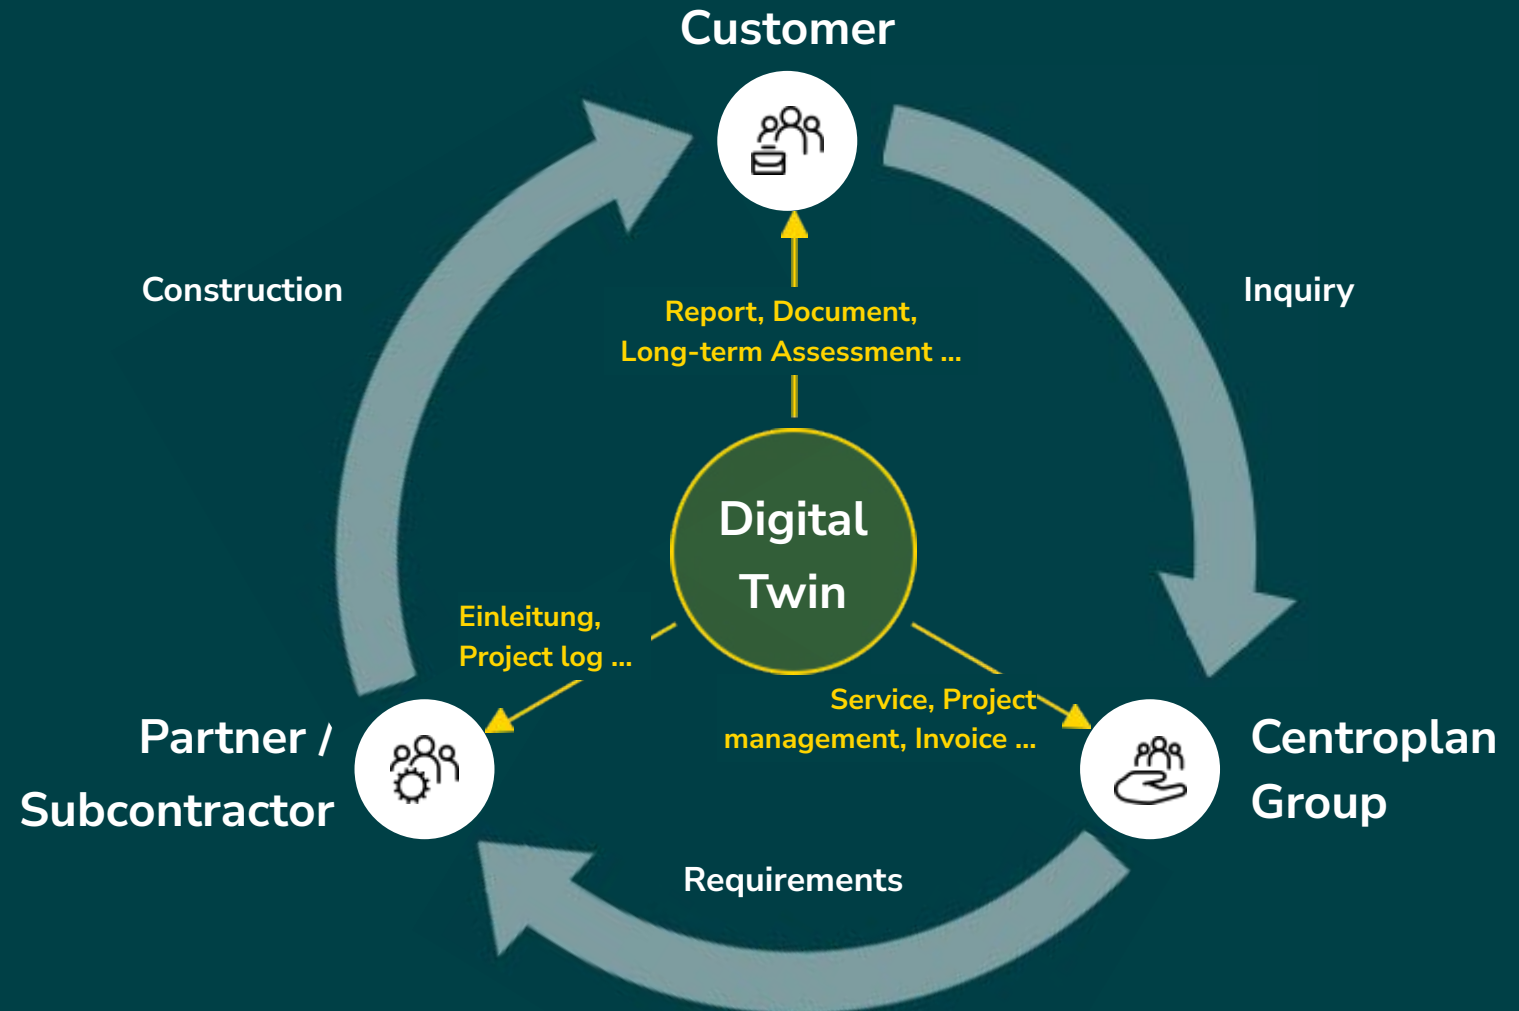 Customer
Construction
Inquiry
Report, Document,
Long-term Assessment ...
Digital
Twin
Einleitung,
Project log ...
Service, Project
management, Invoice ...
Partner /
Subcontractor
Centroplan
Group
Requirements